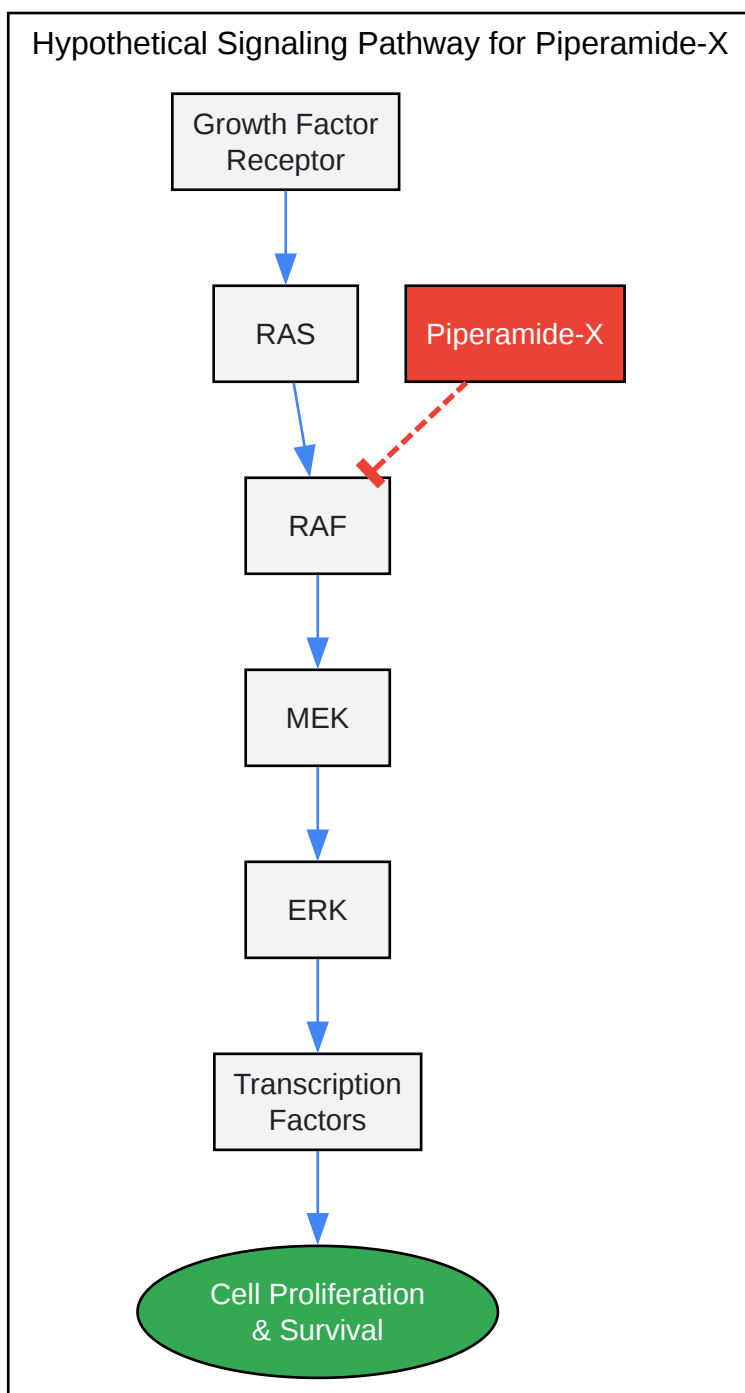 Hypothetical Signaling Pathway for Piperamide-X
Growth Factor
Receptor
RAS
Piperamide-X
RAF
MEK
ERK
Transcription
Factors
Cell Proliferation
& Survival